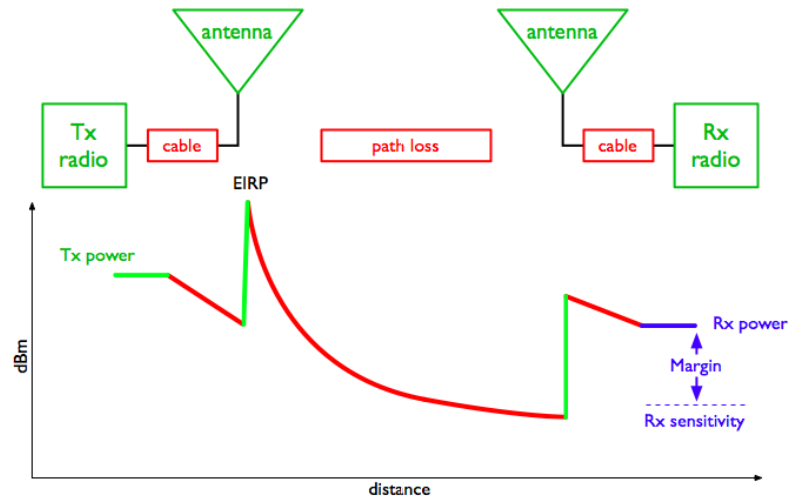 antenna
antenna
Tx
radio
cable
path loss
cable
Rx
radio
EIRP
Tx power
Rx power
Margin
Rx sensitivity
dBm
distance